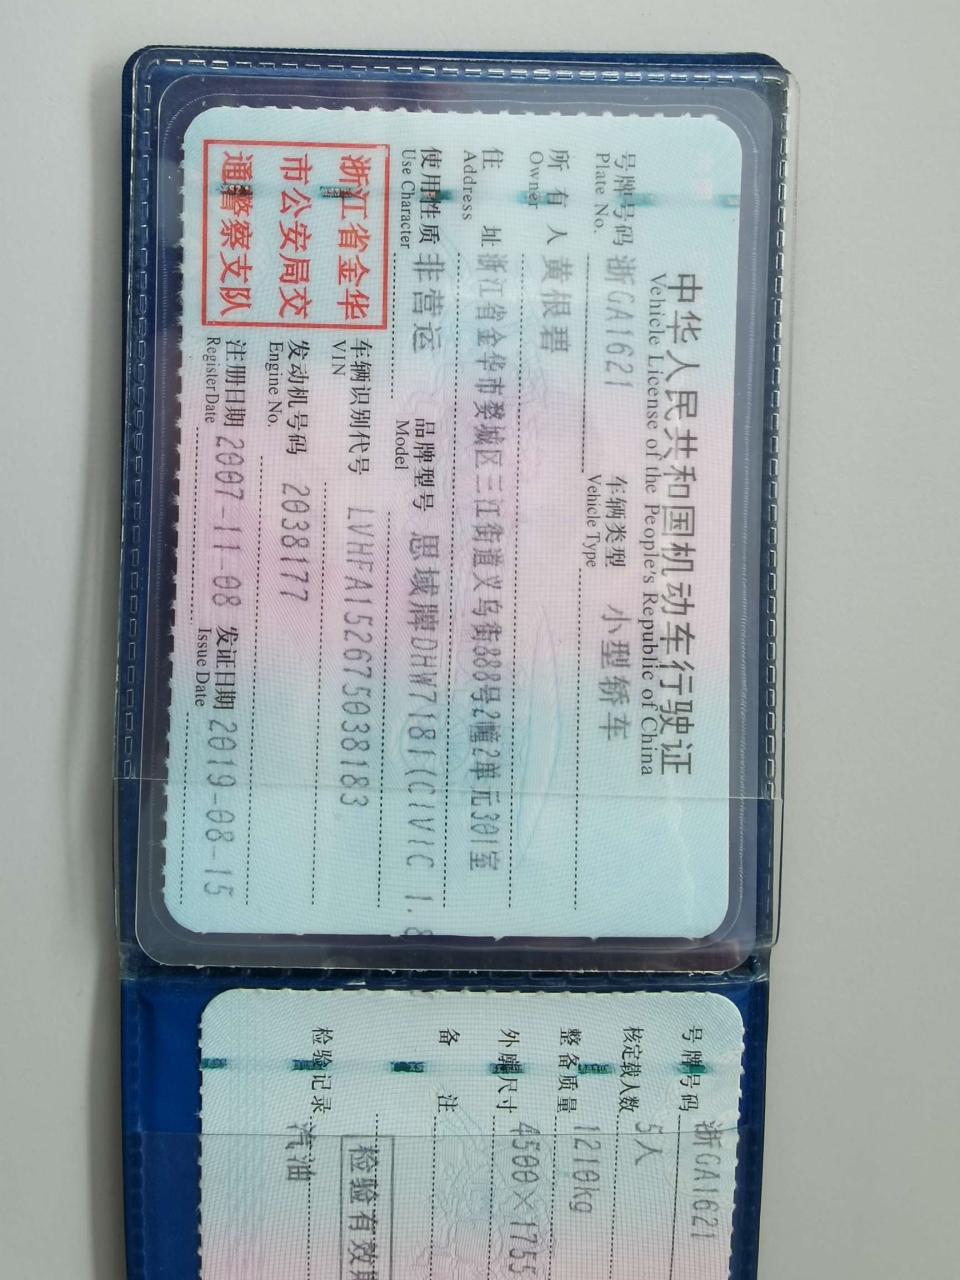 中华人民共和国机动车行驶证
Vehicle License of the People's Republic of China
号牌号码 浙GA1621 车辆类型 小型轿车
Plate No. Vehicle Type
所有人 黄根碧
Owner
住址 浙江省金华市婺城区三江街道义乌街888号2幢2单元301室
Address
使用性质 非营运 品牌型号 思域牌DHW7181(CIVIC 1.8
Use Character Model
浙江省金华
市公安局交
通警察支队
车辆识别代号 LVHFA152675038183
VIN
发动机号码 2038177
Engine No.
注册日期 2007-11-08 发证日期 2019-08-15
Register Date Issue Date
号牌号码 浙GA1621
核定载人数 5人
整备质量 1210kg
外廓尺寸 4500×1755
备注
检验有效期
检验记录 汽油